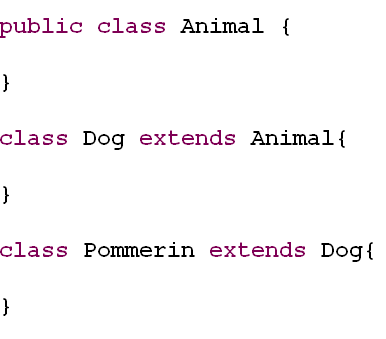 public class Animal {
}
class Dog extends Animal{
}
class Pommerin extends Dog{
}